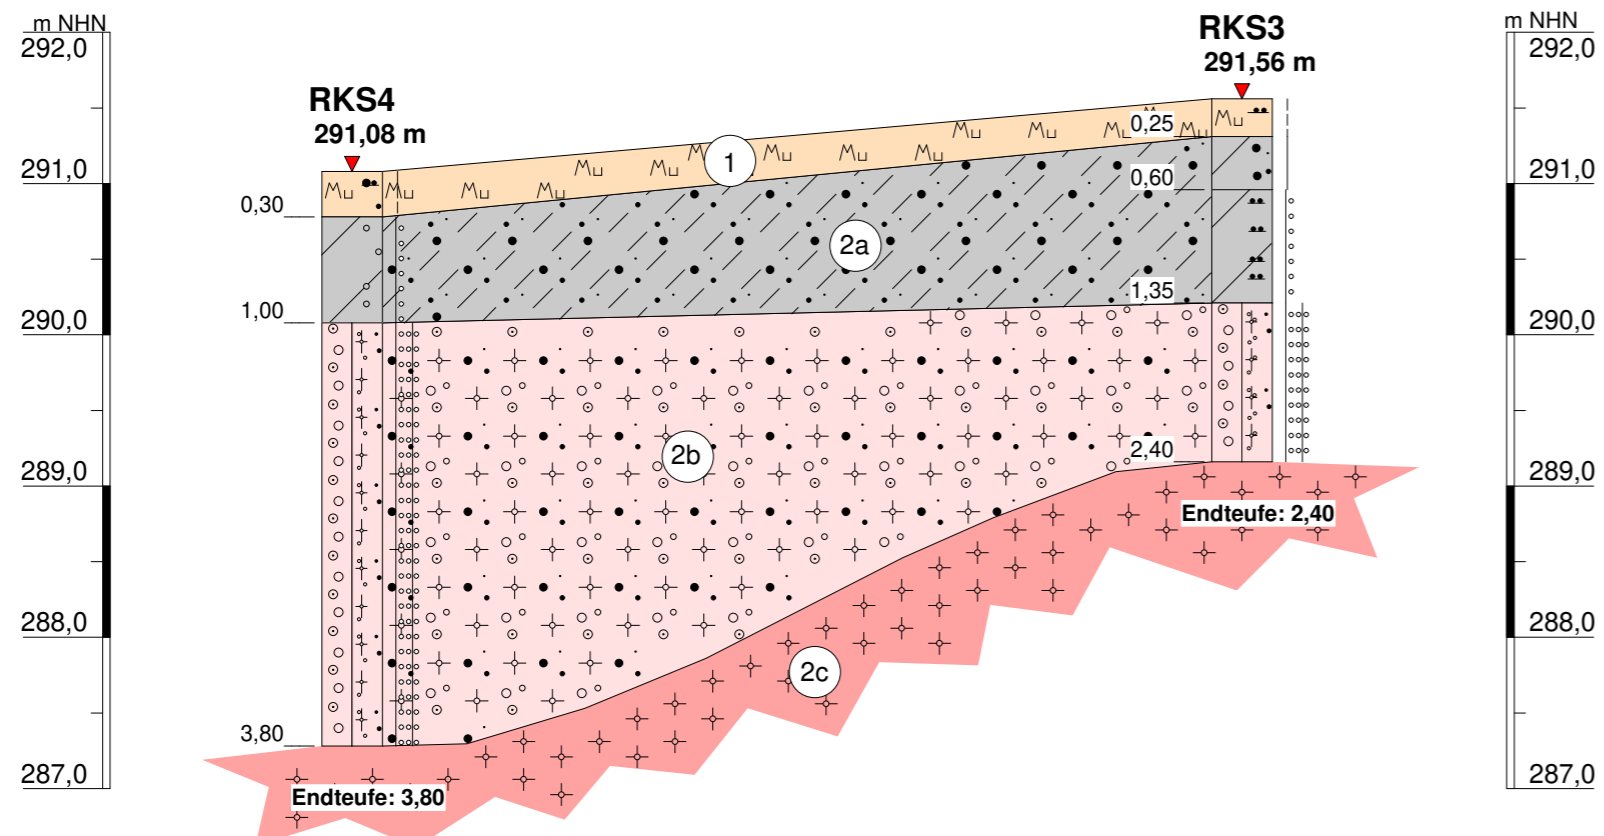 m NHN
292,0
291,0
290,0
289,0
288,0
287,0
RKS4
291,08 m
0,30
1,00
3,80
Endteufe: 3,80
1
2a
2b
2c
RKS3
291,56 m
0,25
0,60
1,35
2,40
Endteufe: 2,40
m NHN
292,0
291,0
290,0
289,0
288,0
287,0